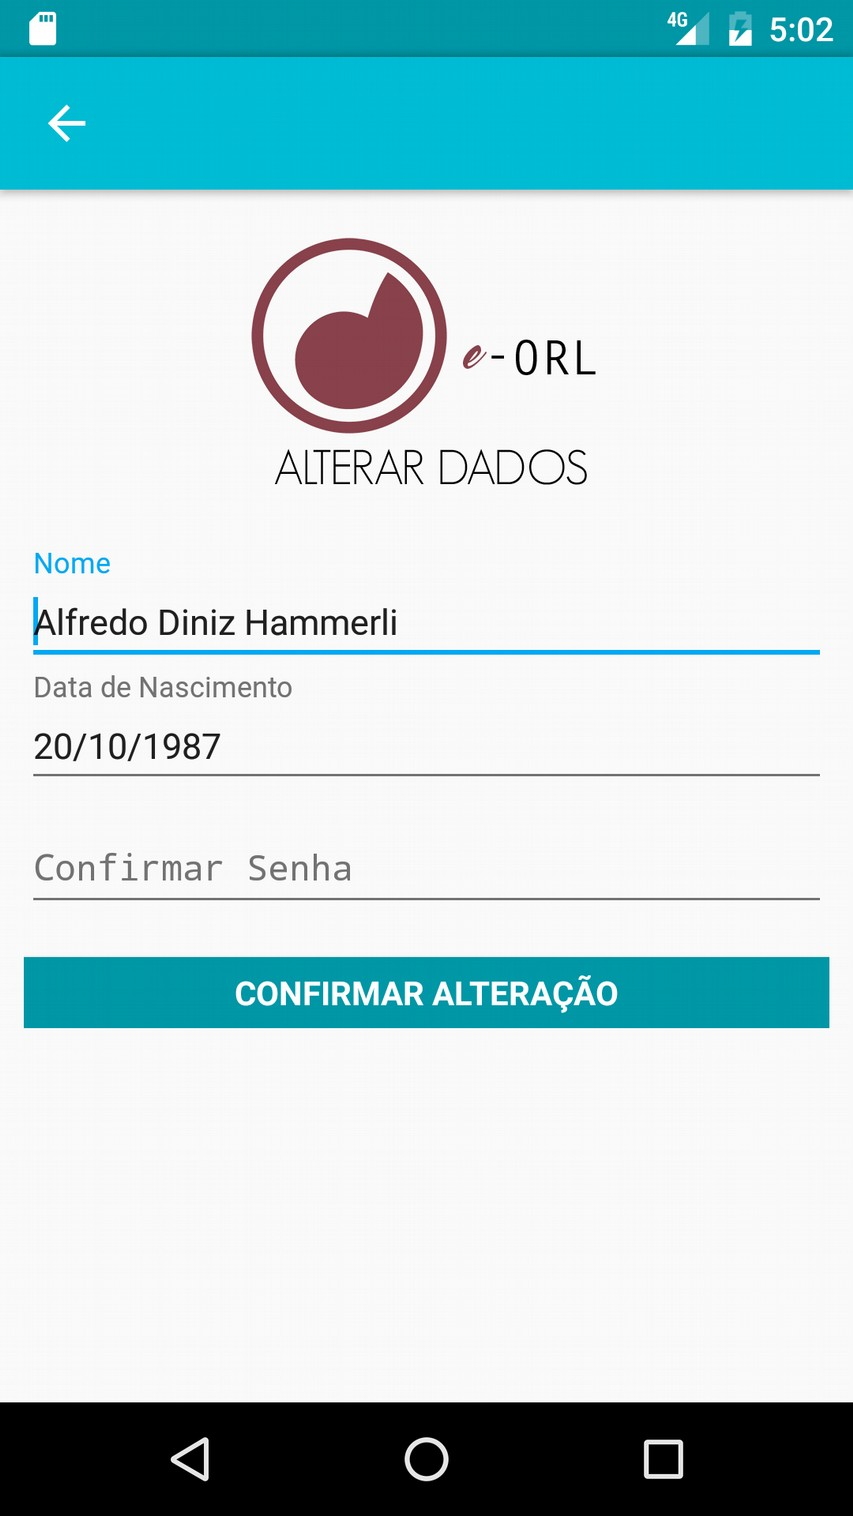 4G 5:02
e-ORL
ALTERAR DADOS
Nome
Alfredo Diniz Hammerli
Data de Nascimento
20/10/1987
Confirmar Senha
CONFIRMAR ALTERAÇÃO